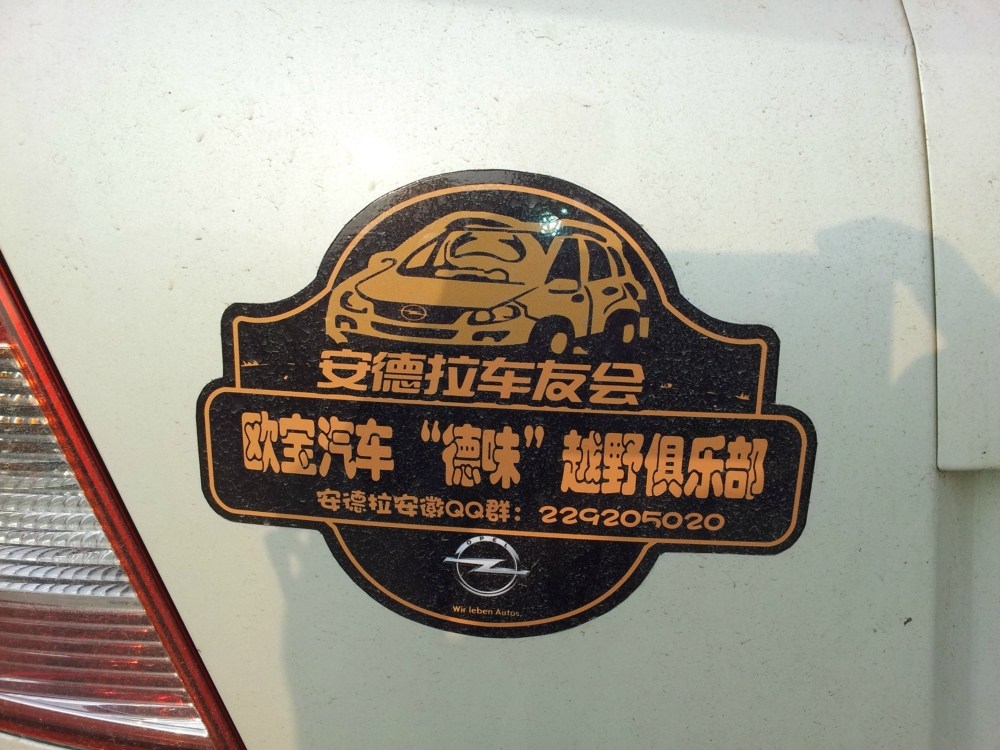 安德拉车友会
欧宝汽车“德味”越野俱乐部
安德拉安徽QQ群：229205020
OPEL
Wir leben Autos.